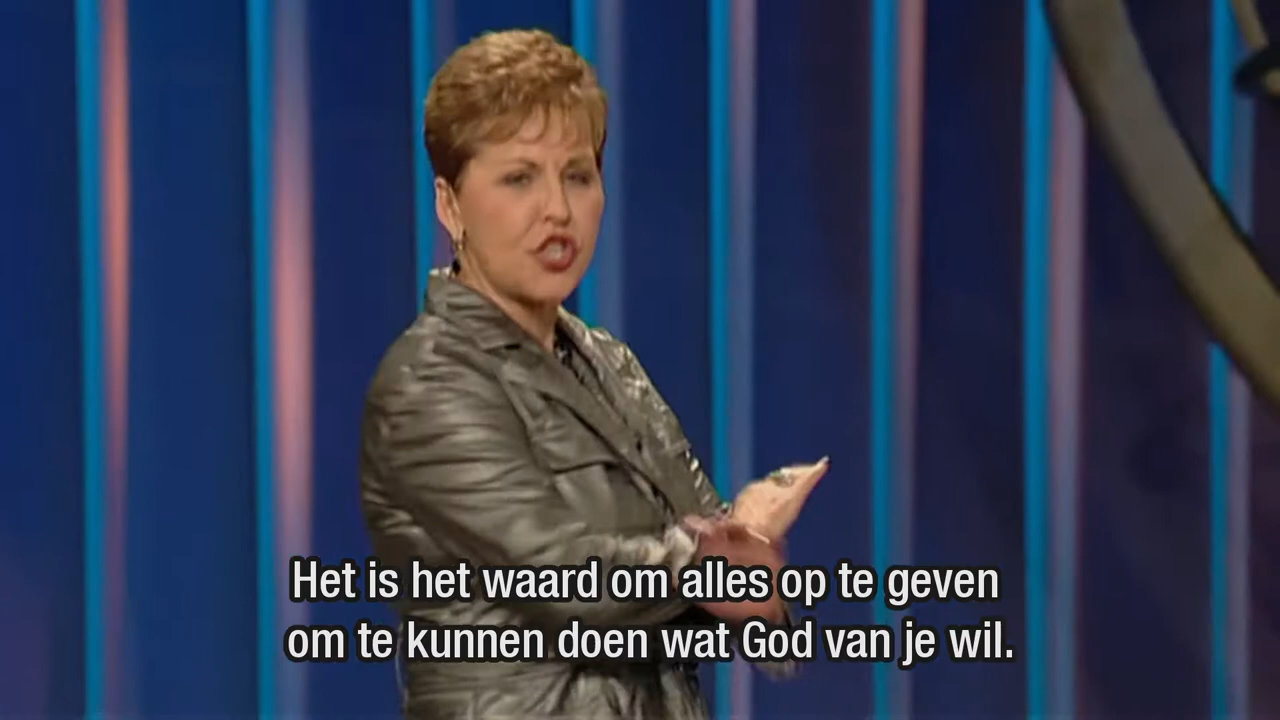 Het is het waard om alles op te geven
om te kunnen doen wat God van je wil.